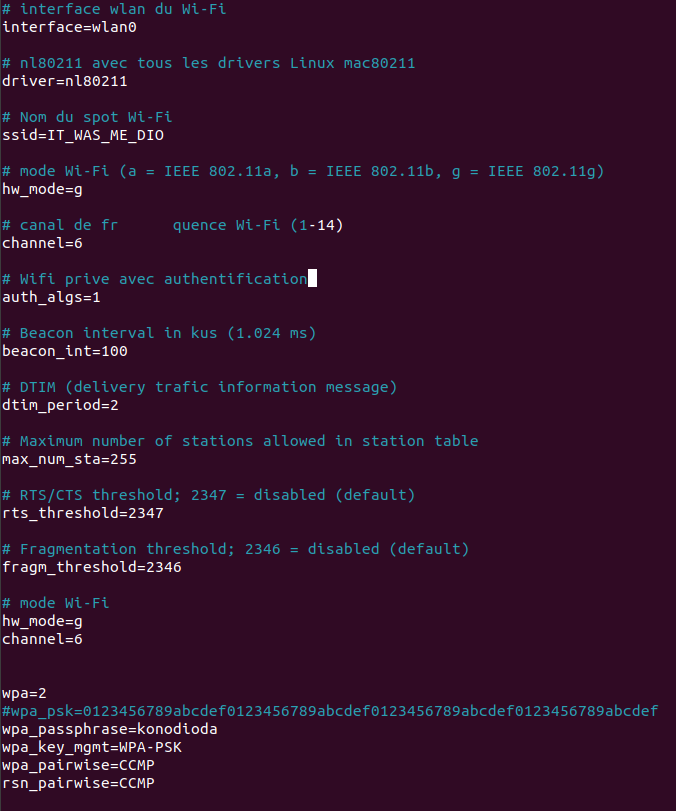 # interface wlan du Wi-Fi
interface=wlan0
# nl80211 avec tous les drivers Linux mac80211
driver=nl80211
# Nom du spot Wi-Fi
ssid=IT_WAS_ME_DIO
# mode Wi-Fi (a = IEEE 802.11a, b = IEEE 802.11b, g = IEEE 802.11g)
hw_mode=g
# canal de fr      quence Wi-Fi (1-14)
channel=6
# Wifi prive avec authentification
auth_algs=1
# Beacon interval in kus (1.024 ms)
beacon_int=100
# DTIM (delivery trafic information message)
dtim_period=2
# Maximum number of stations allowed in station table
max_num_sta=255
# RTS/CTS threshold; 2347 = disabled (default)
rts_threshold=2347
# Fragmentation threshold; 2346 = disabled (default)
fragm_threshold=2346
# mode Wi-Fi
hw_mode=g
channel=6
wpa=2
#wpa_psk=0123456789abcdef0123456789abcdef0123456789abcdef0123456789abcdef
wpa_passphrase=konodioda
wpa_key_mgmt=WPA-PSK
wpa_pairwise=CCMP
rsn_pairwise=CCMP